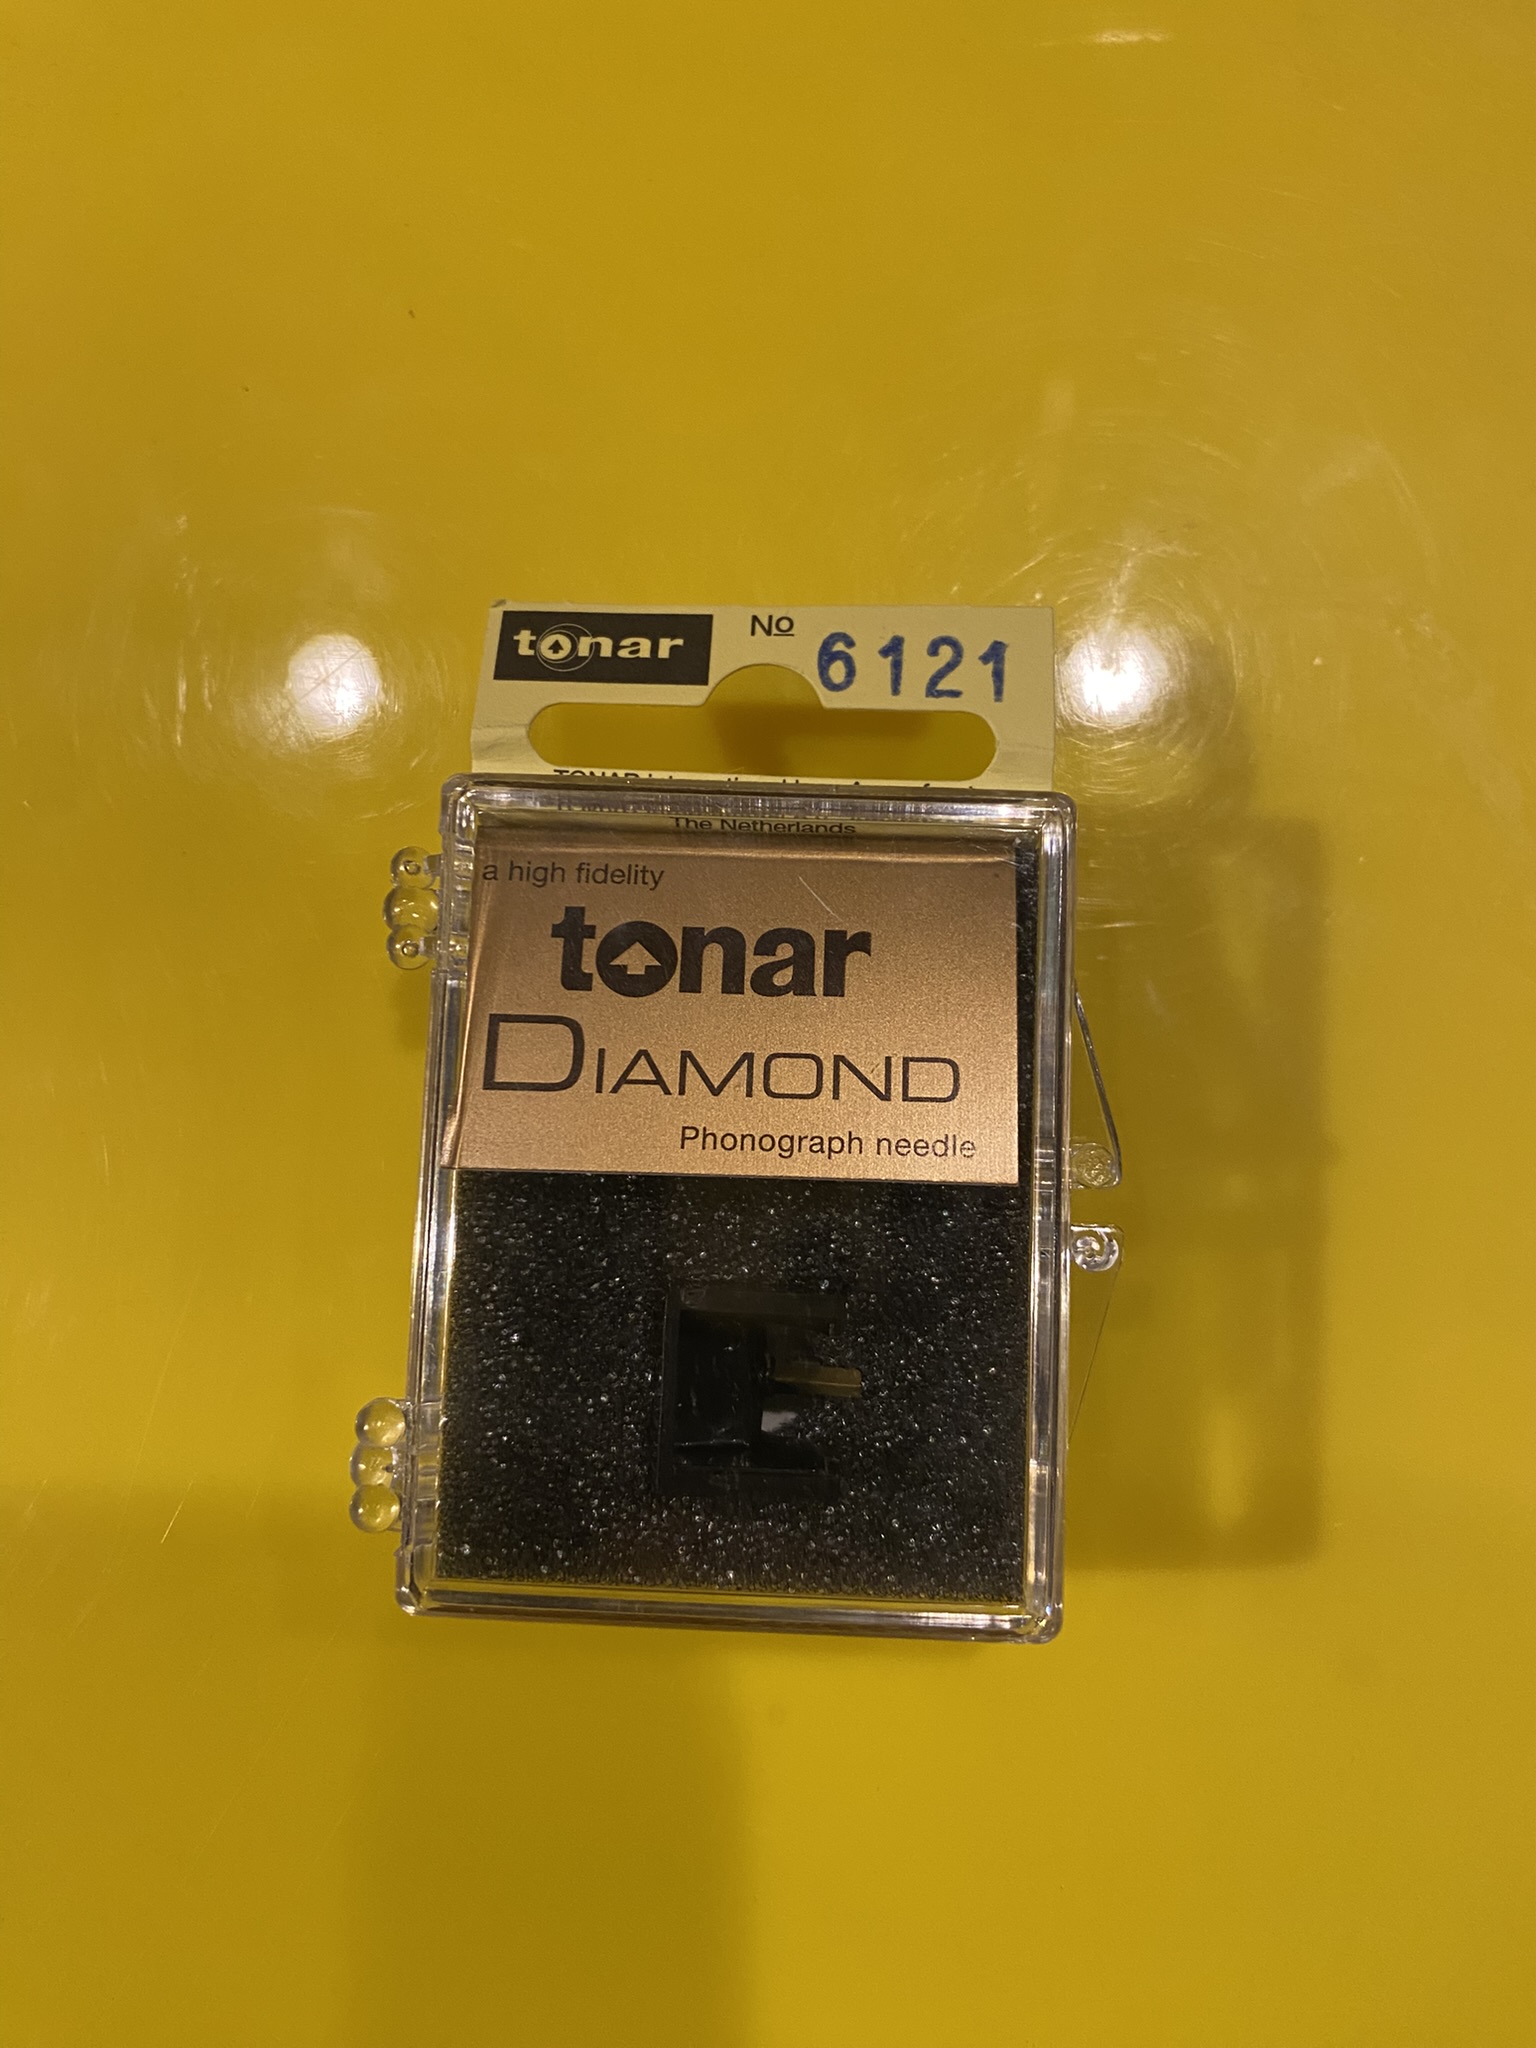 tonar
No 6121
The Netherlands
a high fidelity
tonar
DIAMOND
Phonograph needle